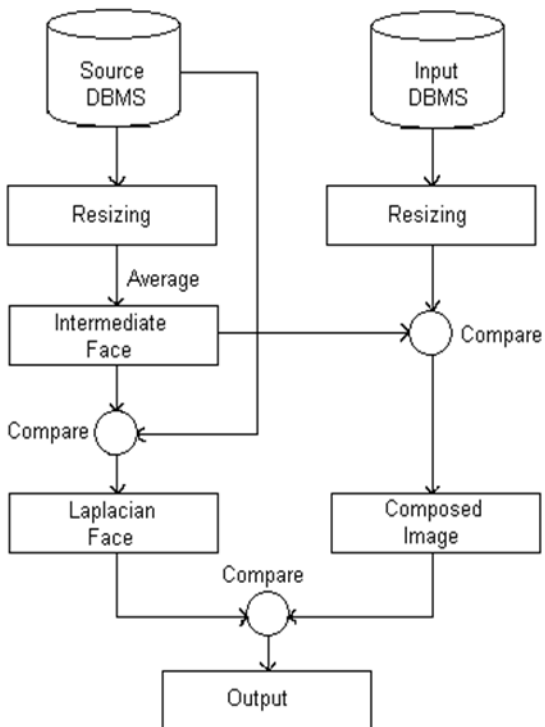 Source
DBMS
Input
DBMS
Resizing
Resizing
Average
Intermediate
Face
Compare
Compare
Laplacian
Face
Composed
Image
Compare
Output